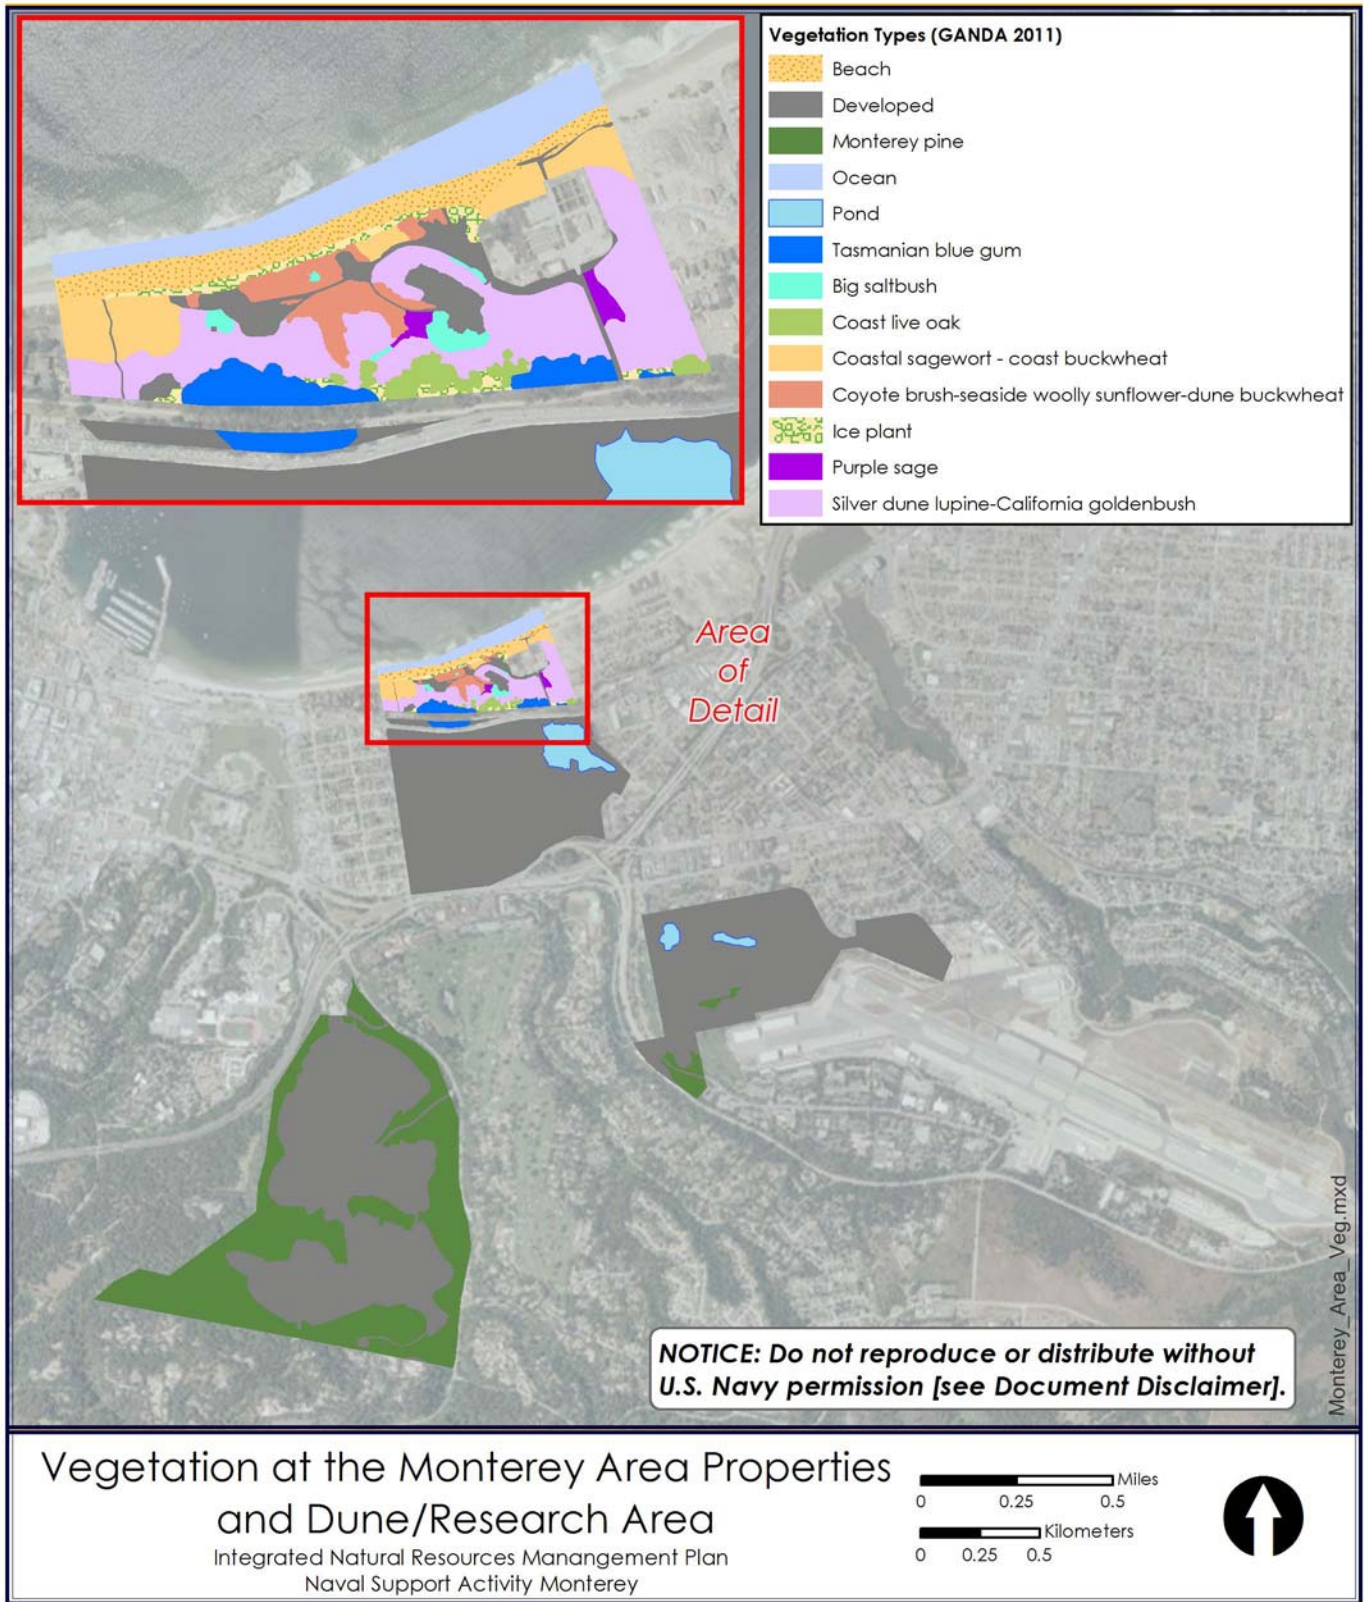 Vegetation Types (GANDA 2011)
Beach
Developed
Monterey pine
Ocean
Pond
Tasmanian blue gum
Big saltbush
Coast live oak
Coastal sagewort - coast buckwheat
Coyote brush-seaside woolly sunflower-dune buckwheat
Ice plant
Purple sage
Silver dune lupine-California goldenbush
Area
of
Detail
NOTICE: Do not reproduce or distribute without
U.S. Navy permission [see Document Disclaimer].
Monterey_Area_Veg.mxd
Vegetation at the Monterey Area Properties
and Dune/Research Area
Integrated Natural Resources Manangement Plan
Naval Support Activity Monterey
Miles
0 0.25 0.5
Kilometers
0 0.25 0.5